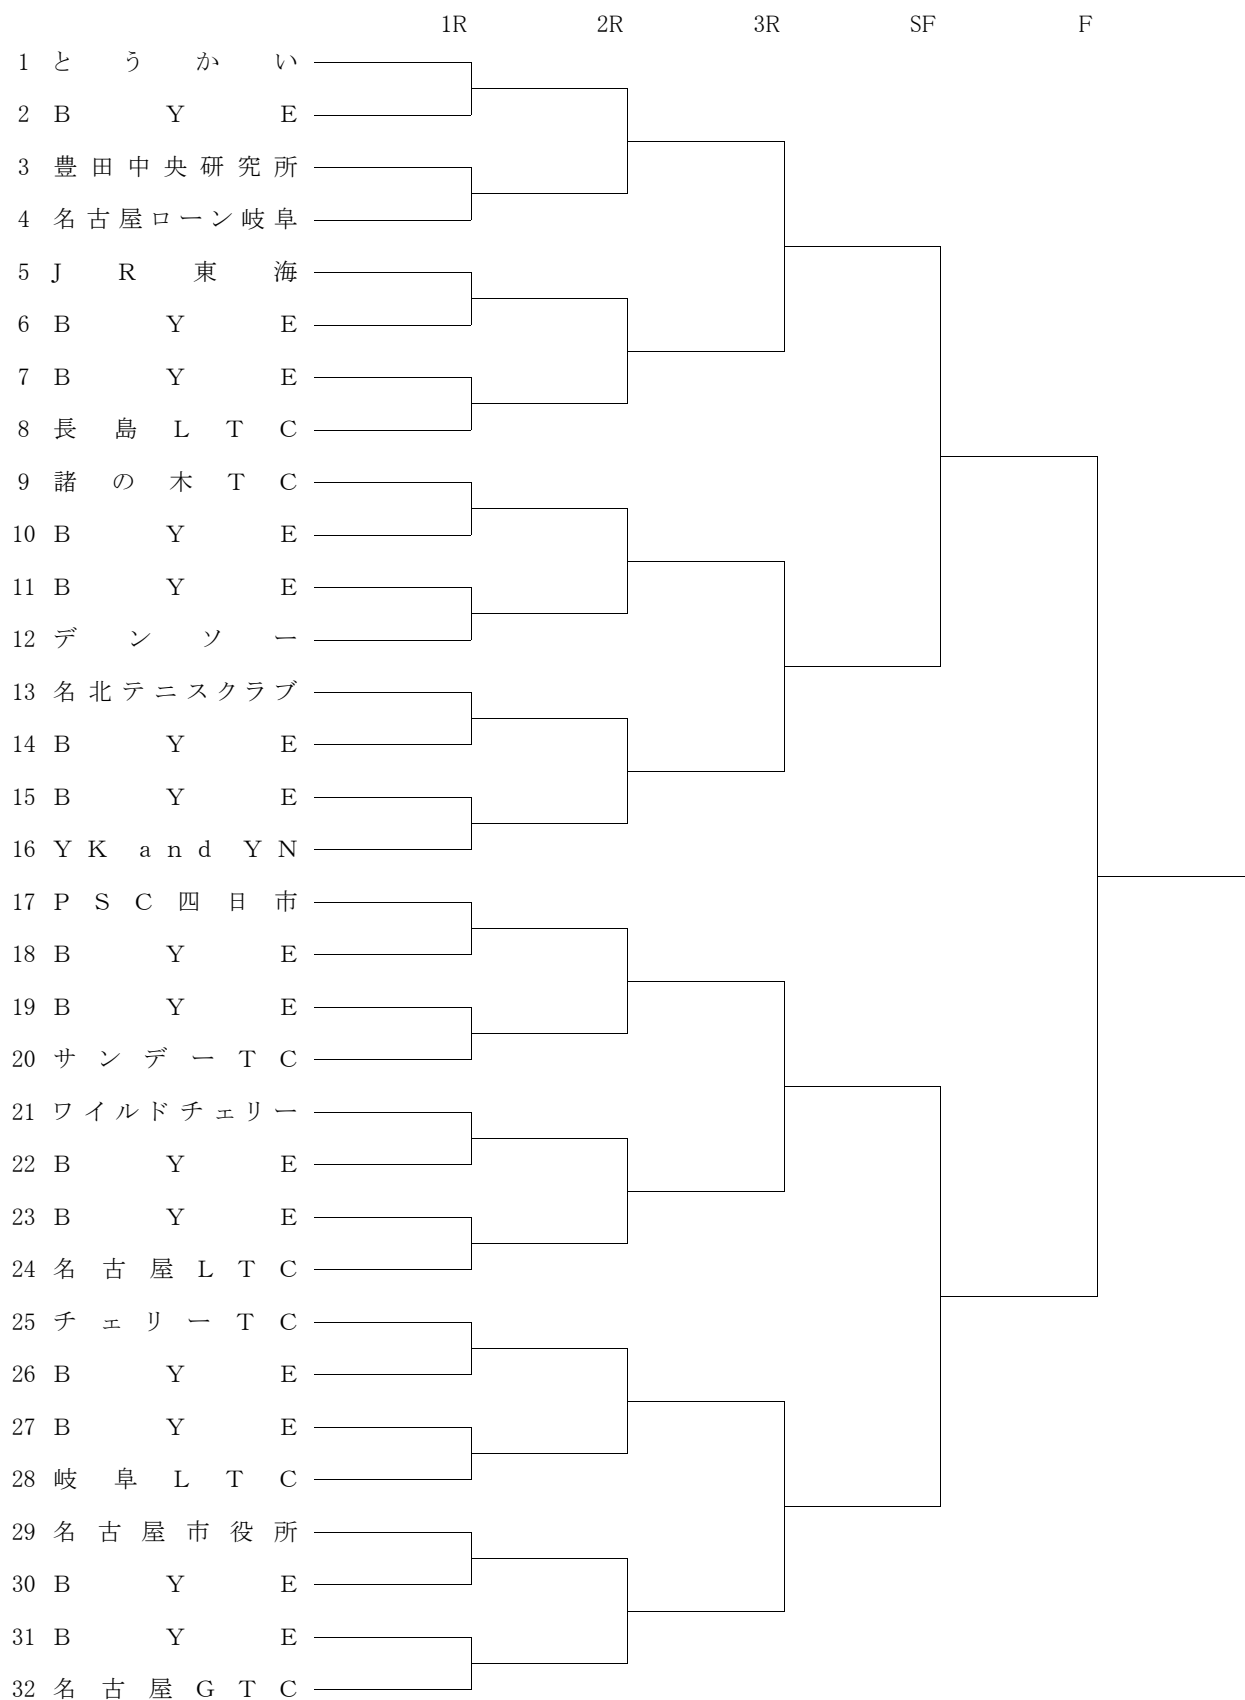 1R 2R 3R SF F
1 とうかい
2 BYE
3 豊田中央研究所
4 名古屋ローン岐阜
5 JR東海
6 BYE
7 BYE
8 長島LTC
9 諸の木TC
10 BYE
11 BYE
12 デンソー
13 名北テニスクラブ
14 BYE
15 BYE
16 YK and YN
17 PSC四日市
18 BYE
19 BYE
20 サンデーTC
21 ワイルドチェリー
22 BYE
23 BYE
24 名古屋LTC
25 チェリーTC
26 BYE
27 BYE
28 岐阜LTC
29 名古屋市役所
30 BYE
31 BYE
32 名古屋GTC